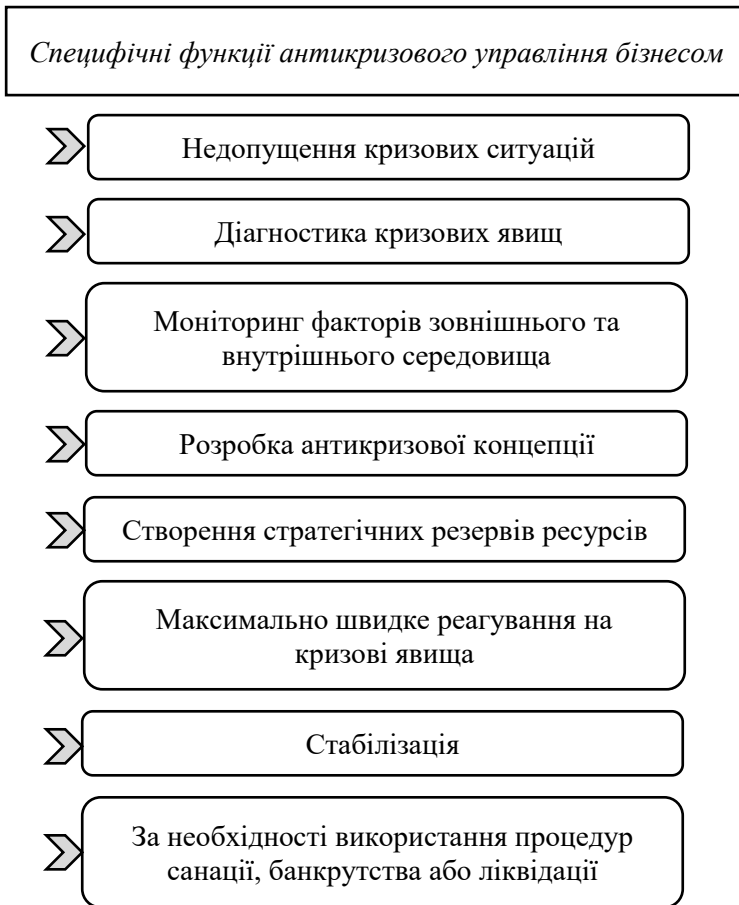 Специфічні функції антикризового управління бізнесом
Недопущення кризових ситуацій
Діагностика кризових явищ
Моніторинг факторів зовнішнього та
внутрішнього середовища
Розробка антикризової концепції
Створення стратегічних резервів ресурсів
Максимально швидке реагування на
кризові явища
Стабілізація
За необхідності використання процедур
санації, банкрутства або ліквідації